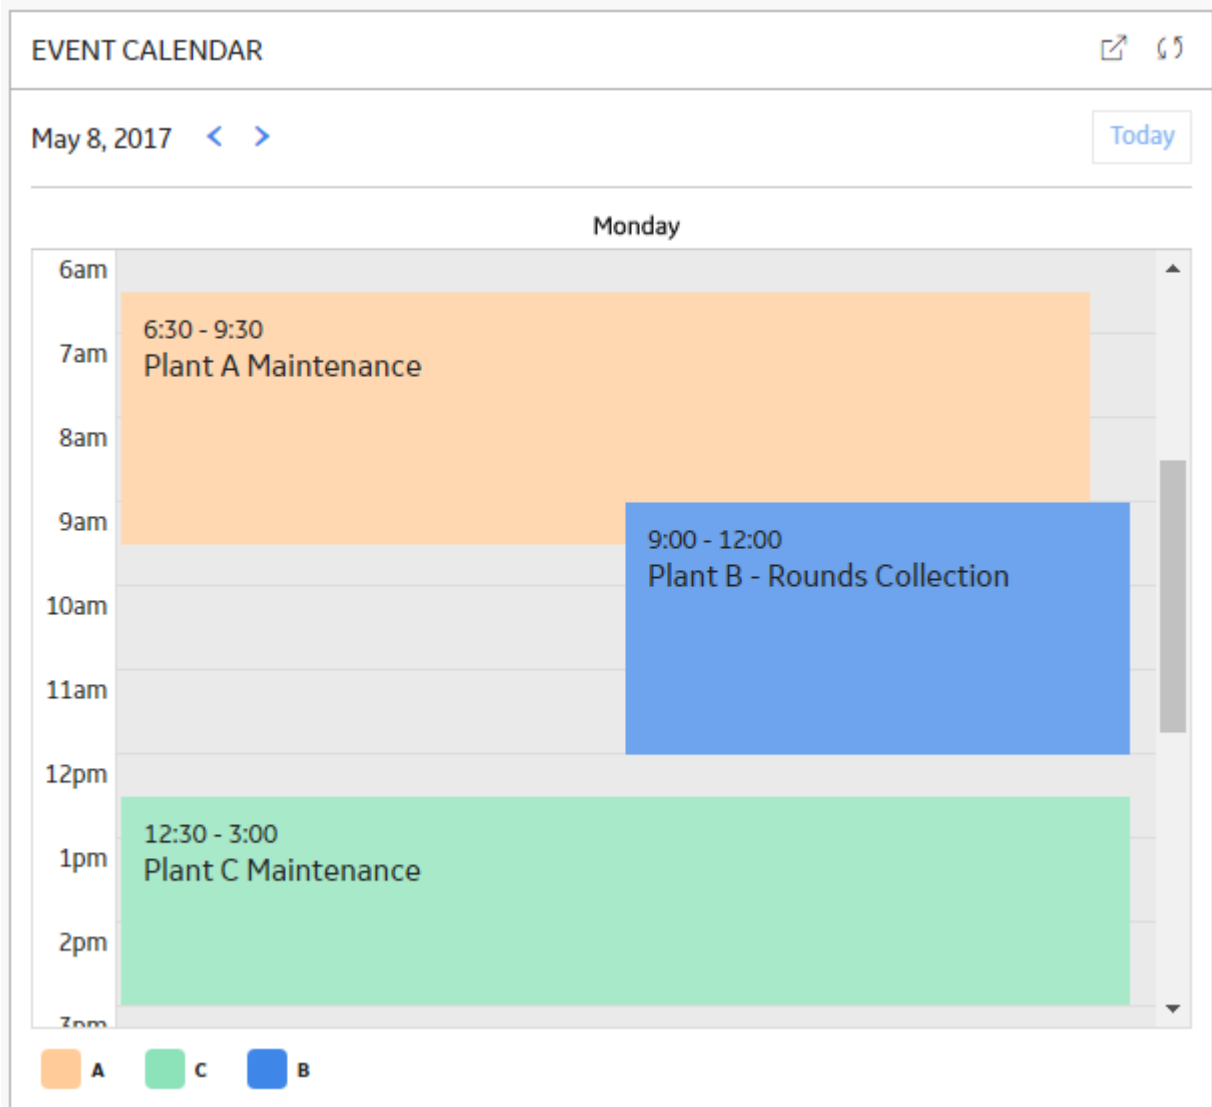 EVENT CALENDAR
May 8, 2017
Today
Monday
6am
6:30 - 9:30
7am
Plant A Maintenance
8am
9am
9:00 - 12:00
Plant B - Rounds Collection
10am
11am
12pm
12:30 - 3:00
1pm
Plant C Maintenance
2pm
3pm
A C B